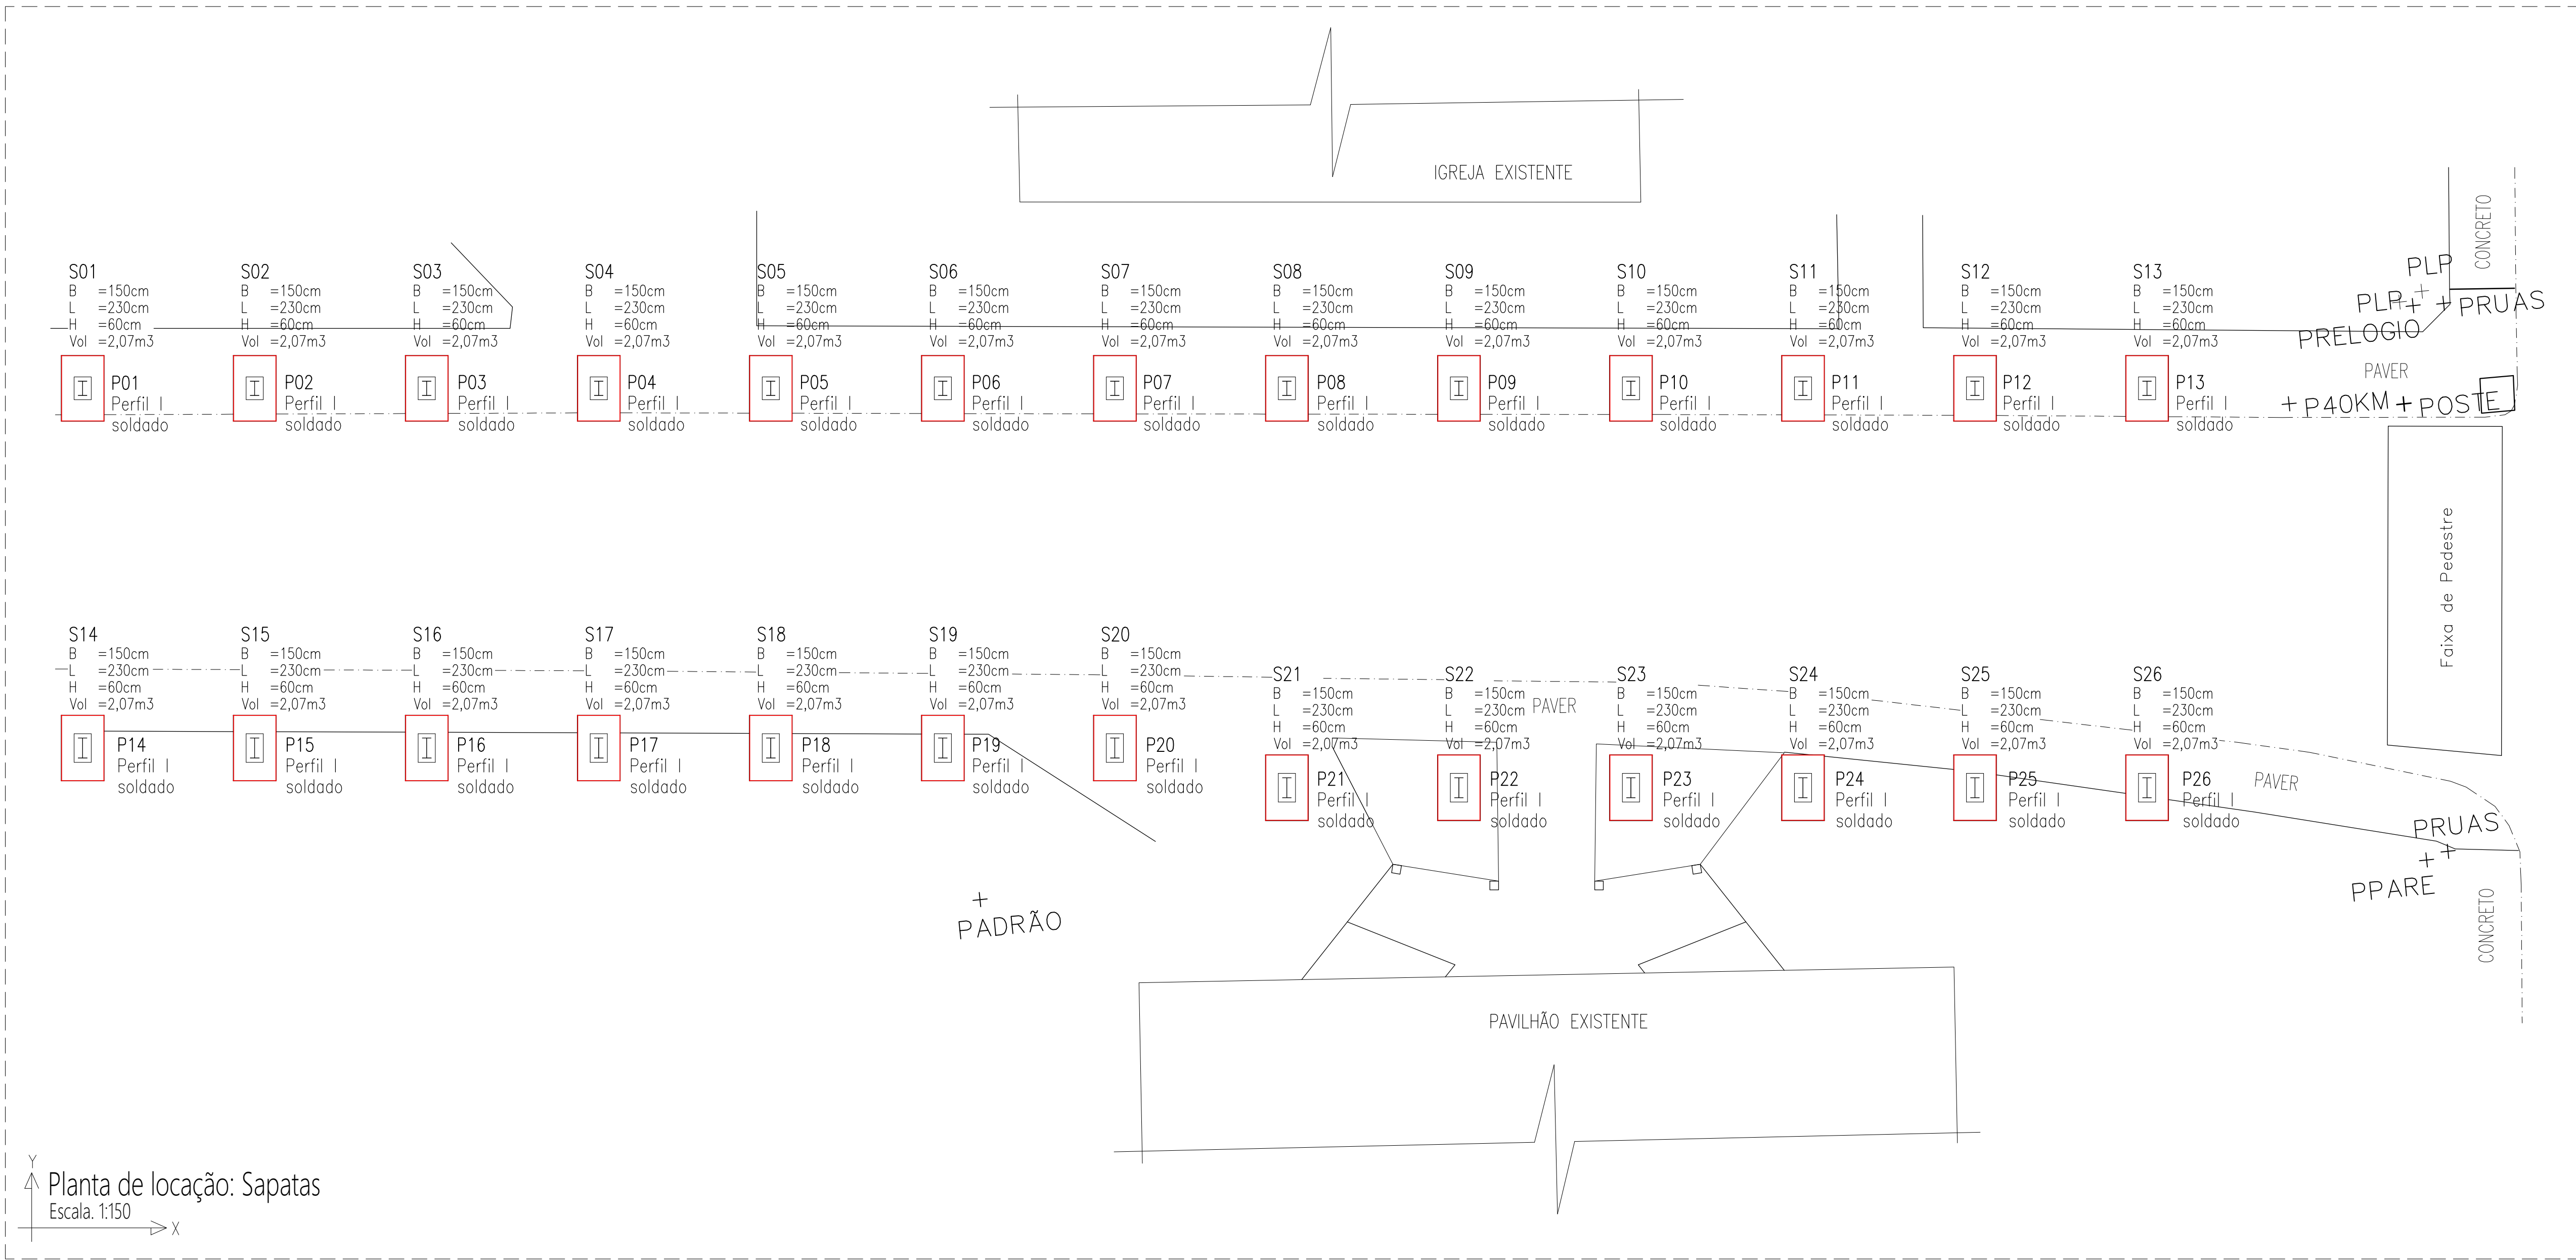 IGREJA EXISTENTE
CONCRETO
S01
B =150cm
L =230cm
H =60cm
Vol =2,07m3
S02
B =150cm
L =230cm
H =60cm
Vol =2,07m3
S03
B =150cm
L =230cm
H =60cm
Vol =2,07m3
S04
B =150cm
L =230cm
H =60cm
Vol =2,07m3
S05
B =150cm
L =230cm
H =60cm
Vol =2,07m3
S06
B =150cm
L =230cm
H =60cm
Vol =2,07m3
S07
B =150cm
L =230cm
H =60cm
Vol =2,07m3
S08
B =150cm
L =230cm
H =60cm
Vol =2,07m3
S09
B =150cm
L =230cm
H =60cm
Vol =2,07m3
S10
B =150cm
L =230cm
H =60cm
Vol =2,07m3
S11
B =150cm
L =230cm
H =60cm
Vol =2,07m3
S12
B =150cm
L =230cm
H =60cm
Vol =2,07m3
S13
B =150cm
L =230cm
H =60cm
Vol =2,07m3
PLP
PLP
PRUAS
PRELOGIO
PAVER
P40KM
POSTE
P01
Perfil I
soldado
P02
Perfil I
soldado
P03
Perfil I
soldado
P04
Perfil I
soldado
P05
Perfil I
soldado
P06
Perfil I
soldado
P07
Perfil I
soldado
P08
Perfil I
soldado
P09
Perfil I
soldado
P10
Perfil I
soldado
P11
Perfil I
soldado
P12
Perfil I
soldado
P13
Perfil I
soldado
Faixa de Pedestre
S14
B =150cm
L =230cm
H =60cm
Vol =2,07m3
S15
B =150cm
L =230cm
H =60cm
Vol =2,07m3
S16
B =150cm
L =230cm
H =60cm
Vol =2,07m3
S17
B =150cm
L =230cm
H =60cm
Vol =2,07m3
S18
B =150cm
L =230cm
H =60cm
Vol =2,07m3
S19
B =150cm
L =230cm
H =60cm
Vol =2,07m3
S20
B =150cm
L =230cm
H =60cm
Vol =2,07m3
S21
B =150cm
L =230cm
H =60cm
Vol =2,07m3
S22
B =150cm
L =230cm
H =60cm
Vol =2,07m3
PAVER
S23
B =150cm
L =230cm
H =60cm
Vol =2,07m3
S24
B =150cm
L =230cm
H =60cm
Vol =2,07m3
S25
B =150cm
L =230cm
H =60cm
Vol =2,07m3
S26
B =150cm
L =230cm
H =60cm
Vol =2,07m3
P14
Perfil I
soldado
P15
Perfil I
soldado
P16
Perfil I
soldado
P17
Perfil I
soldado
P18
Perfil I
soldado
P19
Perfil I
soldado
P20
Perfil I
soldado
P21
Perfil I
soldado
P22
Perfil I
soldado
P23
Perfil I
soldado
P24
Perfil I
soldado
P25
Perfil I
soldado
P26
Perfil I
soldado
PAVER
PRUAS
PPARE
CONCRETO
PADRÃO
PAVILHÃO EXISTENTE
Y
Planta de locação: Sapatas
Escala. 1:150
X